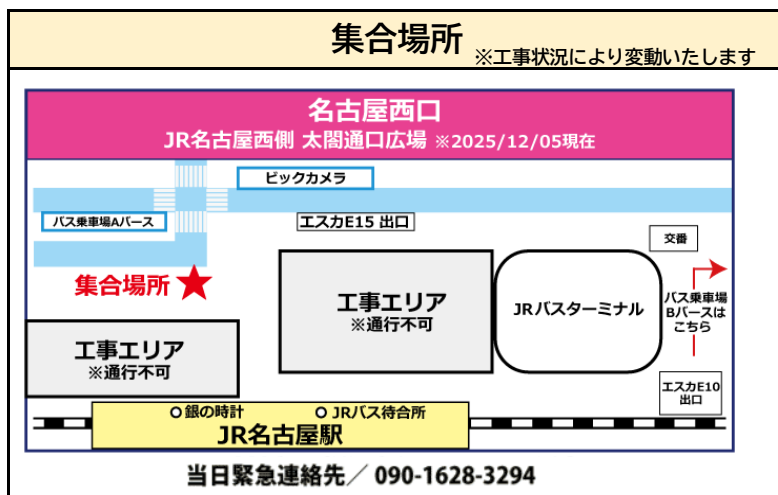 集合場所 ※工事状況により変動いたします
名古屋西口
JR名古屋西側 太閤通口広場 ※2025/12/05現在
ビックカメラ
バス乗車場Aバース
エスカE15 出口
交番
集合場所
工事エリア
※通行不可
JRバスターミナル
バス乗車場
Bバースは
こちら
工事エリア
※通行不可
エスカE10
出口
銀の時計
JRバス待合所
JR名古屋駅
当日緊急連絡先／ 090-1628-3294